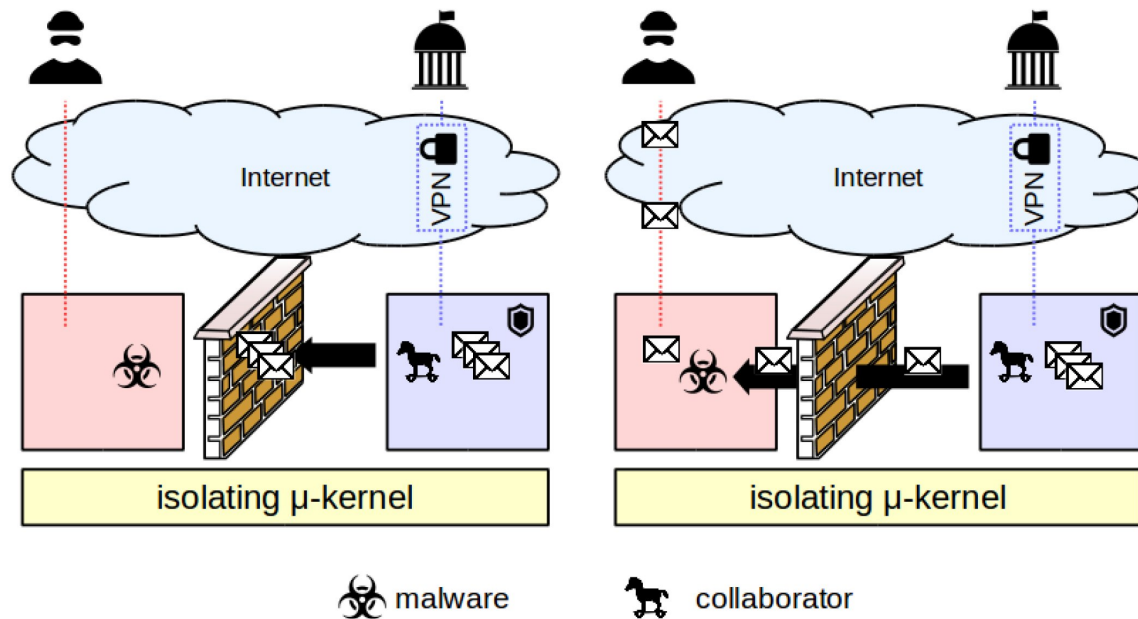 Internet
VPN
isolating μ-kernel
Internet
VPN
isolating μ-kernel
malware
collaborator